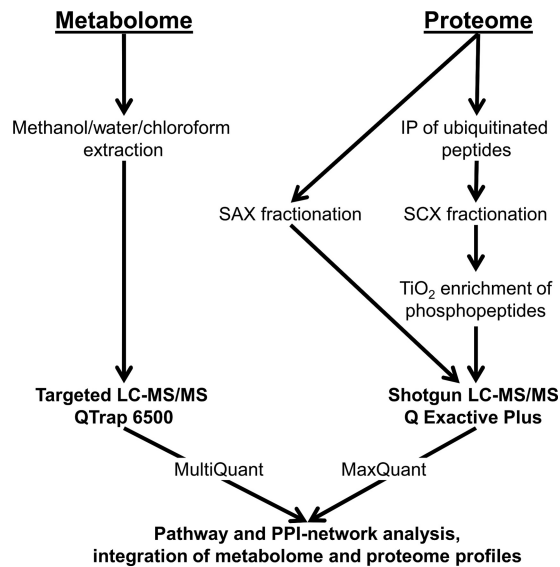 Metabolome
Proteome
Methanol/water/chloroform
extraction
IP of ubiquitinated
peptides
SAX fractionation
SCX fractionation
TiO₂ enrichment of
phosphopeptides
Targeted LC-MS/MS
QTrap 6500
Shotgun LC-MS/MS
Q Exactive Plus
MultiQuant
MaxQuant
Pathway and PPI-network analysis,
integration of metabolome and proteome profiles